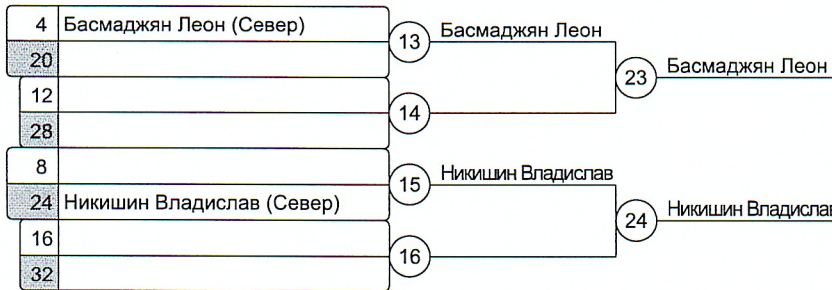 4 Басмаджян Леон (Север)
13 Басмаджян Леон
20
23 Басмаджян Леон
12
14
28
8
15 Никишин Владислав
24 Никишин Владислав (Север)
24 Никишин Владислав
16
16
32